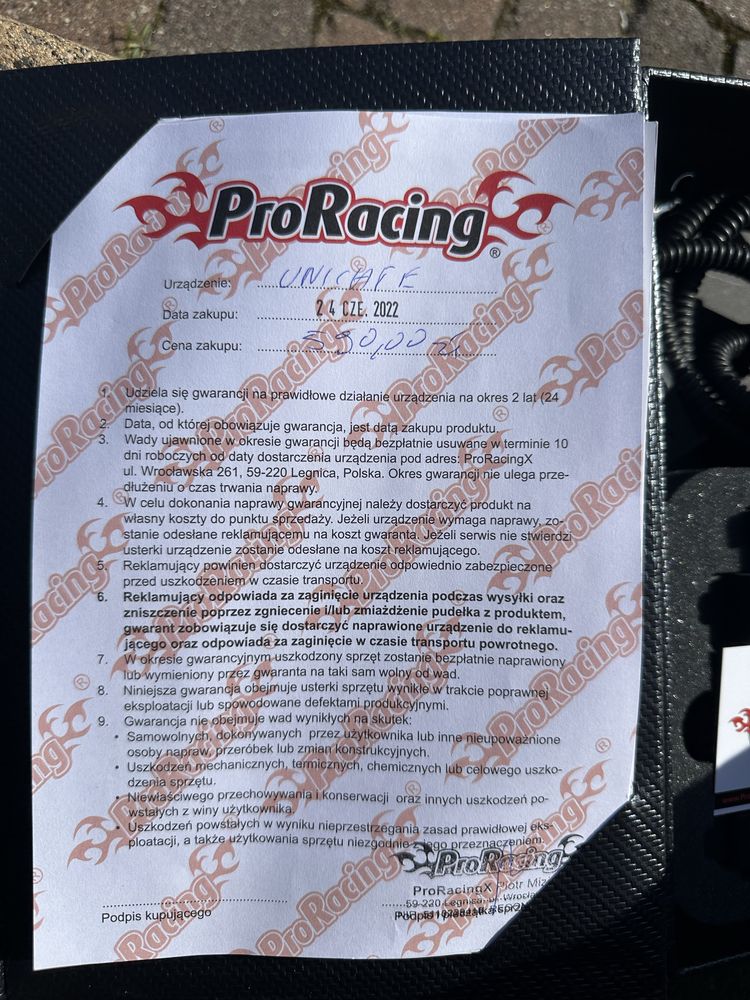 ProRacing®
Urządzenie:
Data zakupu: 24 CZE. 2022
Cena zakupu: 590,00 zł
1. Udziela się gwarancji na prawidłowe działanie urządzenia na okres 2 lat (24
miesiące).
2. Data, od której obowiązuje gwarancja, jest datą zakupu produktu.
3. Wady ujawnione w okresie gwarancji będą bezpłatnie usuwane w terminie 10
dni roboczych od daty dostarczenia urządzenia pod adres: ProRacingX
ul. Wrocławska 261, 59-220 Legnica, Polska. Okres gwarancji nie ulega prze-
dłużeniu o czas trwania naprawy.
4. W celu dokonania naprawy gwarancyjnej należy dostarczyć produkt na
własny koszty do punktu sprzedaży. Jeżeli urządzenie wymaga naprawy, zo-
stanie odesłane reklamującemu na koszt gwaranta. Jeżeli serwis nie stwierdzi
usterki urządzenie zostanie odesłane na koszt reklamującego.
5. Reklamujący powinien dostarczyć urządzenie odpowiednio zabezpieczone
przed uszkodzeniem w czasie transportu.
6. Reklamujący odpowiada za zaginięcie urządzenia podczas wysyłki oraz
zniszczenie poprzez zgniecenie i/lub zmiażdżenie pudełka z produktem,
gwarant zobowiązuje się dostarczyć naprawione urządzenie do reklamu-
jącego oraz odpowiada za zaginięcie w czasie transportu powrotnego.
7. W okresie gwarancyjnym uszkodzony sprzęt zostanie bezpłatnie naprawiony
lub wymieniony przez gwaranta na taki sam wolny od wad.
8. Niniejsza gwarancja obejmuje usterki sprzętu wynikłe w trakcie poprawnej
eksploatacji lub spowodowane defektami produkcyjnymi.
9. Gwarancja nie obejmuje wad wynikłych na skutek:
• Samowolnych, dokonywanych przez użytkownika lub inne nieupoważnione
osoby napraw, przeróbek lub zmian konstrukcyjnych.
• Uszkodzeń mechanicznych, termicznych, chemicznych lub celowego uszko-
dzenia sprzętu.
• Niewłaściwego przechowywania, konserwacji oraz innych uszkodzeń po-
wstałych z winy użytkownika.
• Uszkodzeń powstałych w wyniku nieprzestrzegania zasad prawidłowej eks-
ploatacji, a także użytkowania sprzętu niezgodnie z jego przeznaczeniem.
ProRacing
ProRacingX Piotr
59-220 Legnica, ul.
Podpis kupującego
Podpis i pieczątka